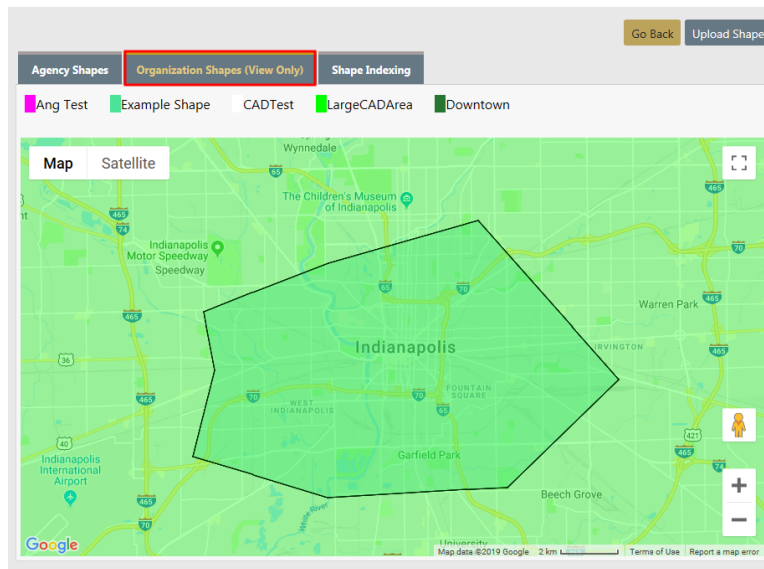 Go Back Upload Shape
Agency Shapes Organization Shapes (View Only) Shape Indexing
Ang Test Example Shape CADTest LargeCADArea Downtown
Wynnedale
Map Satellite
65
The Children's Museum
of Indianapolis
465
465
74
Indianapolis
Motor Speedway
Speedway
70
65
70
Warren Park
465
465
Indianapolis
IRVINGTON
465
36
465
70
WEST
INDIANAPOLIS
70
FOUNTAIN
SQUARE
65
421
40
465
Garfield Park
Indianapolis
International
Airport
74
465
Beech Grove
70
White River
University
Google
Map data ©2019 Google 2 km Terms of Use Report a map error